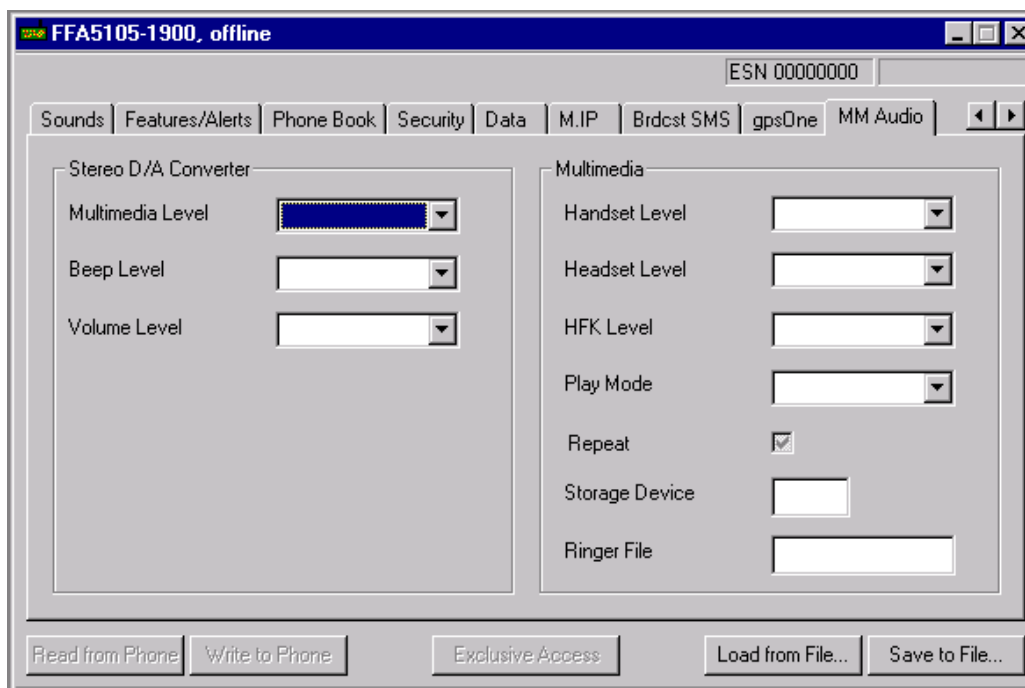 FFA5105-1900, offline
ESN 00000000
Sounds Features/Alerts Phone Book Security Data M.IP Brdcst SMS gpsOne MM Audio
Stereo D/A Converter
Multimedia Level
Beep Level
Volume Level
Multimedia
Handset Level
Headset Level
HFK Level
Play Mode
Repeat
Storage Device
Ringer File
Read from Phone Write to Phone Exclusive Access Load from File... Save to File...